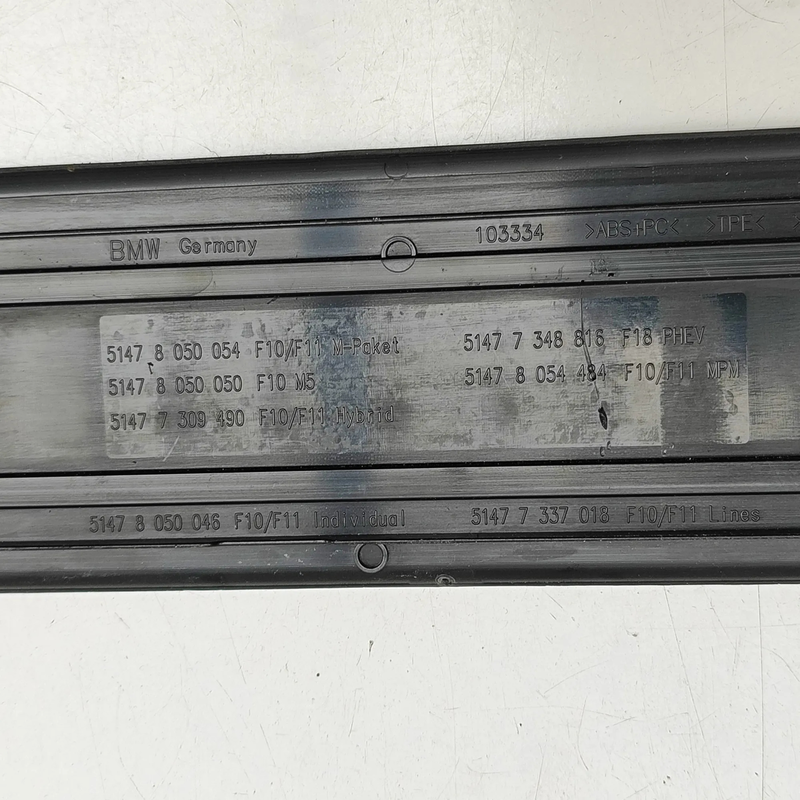 BMW Germany 103334 >ABS+PC< >TPE<
5147 8 050 054 F10/F11 M-Paket 5147 7 348 816 F18 PHEV
5147 8 050 050 F10 M5 5147 8 054 484 F10/F11 MPM
5147 7 309 490 F10/F11 Hybrid
5147 8 050 046 F10/F11 Individual 5147 7 337 018 F10/F11 Lines